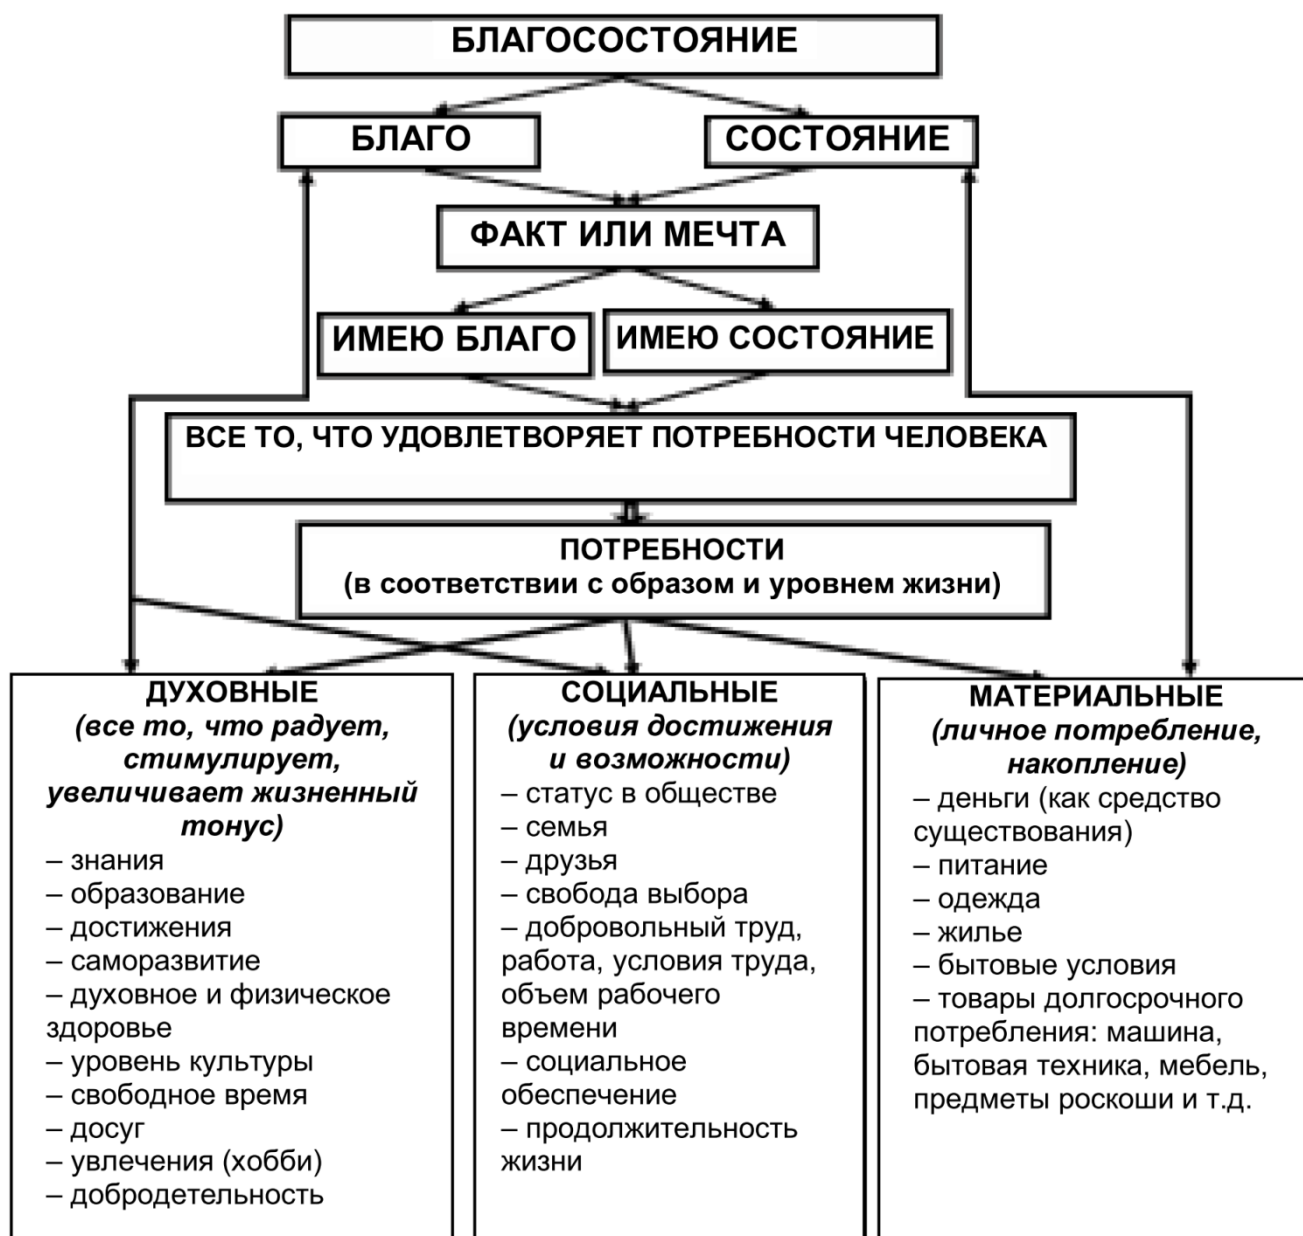 БЛАГОСОСТОЯНИЕ
БЛАГО
СОСТОЯНИЕ
ФАКТ ИЛИ МЕЧТА
ИМЕЮ БЛАГО
ИМЕЮ СОСТОЯНИЕ
ВСЕ ТО, ЧТО УДОВЛЕТВОРЯЕТ ПОТРЕБНОСТИ ЧЕЛОВЕКА
ПОТРЕБНОСТИ
(в соответствии с образом и уровнем жизни)
ДУХОВНЫЕ
(все то, что радует,
стимулирует,
увеличивает жизненный
тонус)
– знания
– образование
– достижения
– саморазвитие
– духовное и физическое
здоровье
– уровень культуры
– свободное время
– досуг
– увлечения (хобби)
– добродетельность
СОЦИАЛЬНЫЕ
(условия достижения
и возможности)
– статус в обществе
– семья
– друзья
– свобода выбора
– добровольный труд,
работа, условия труда,
объем рабочего
времени
– социальное
обеспечение
– продолжительность
жизни
МАТЕРИАЛЬНЫЕ
(личное потребление,
накопление)
– деньги (как средство
существования)
– питание
– одежда
– жилье
– бытовые условия
– товары долгосрочного
потребления: машина,
бытовая техника, мебель,
предметы роскоши и т.д.